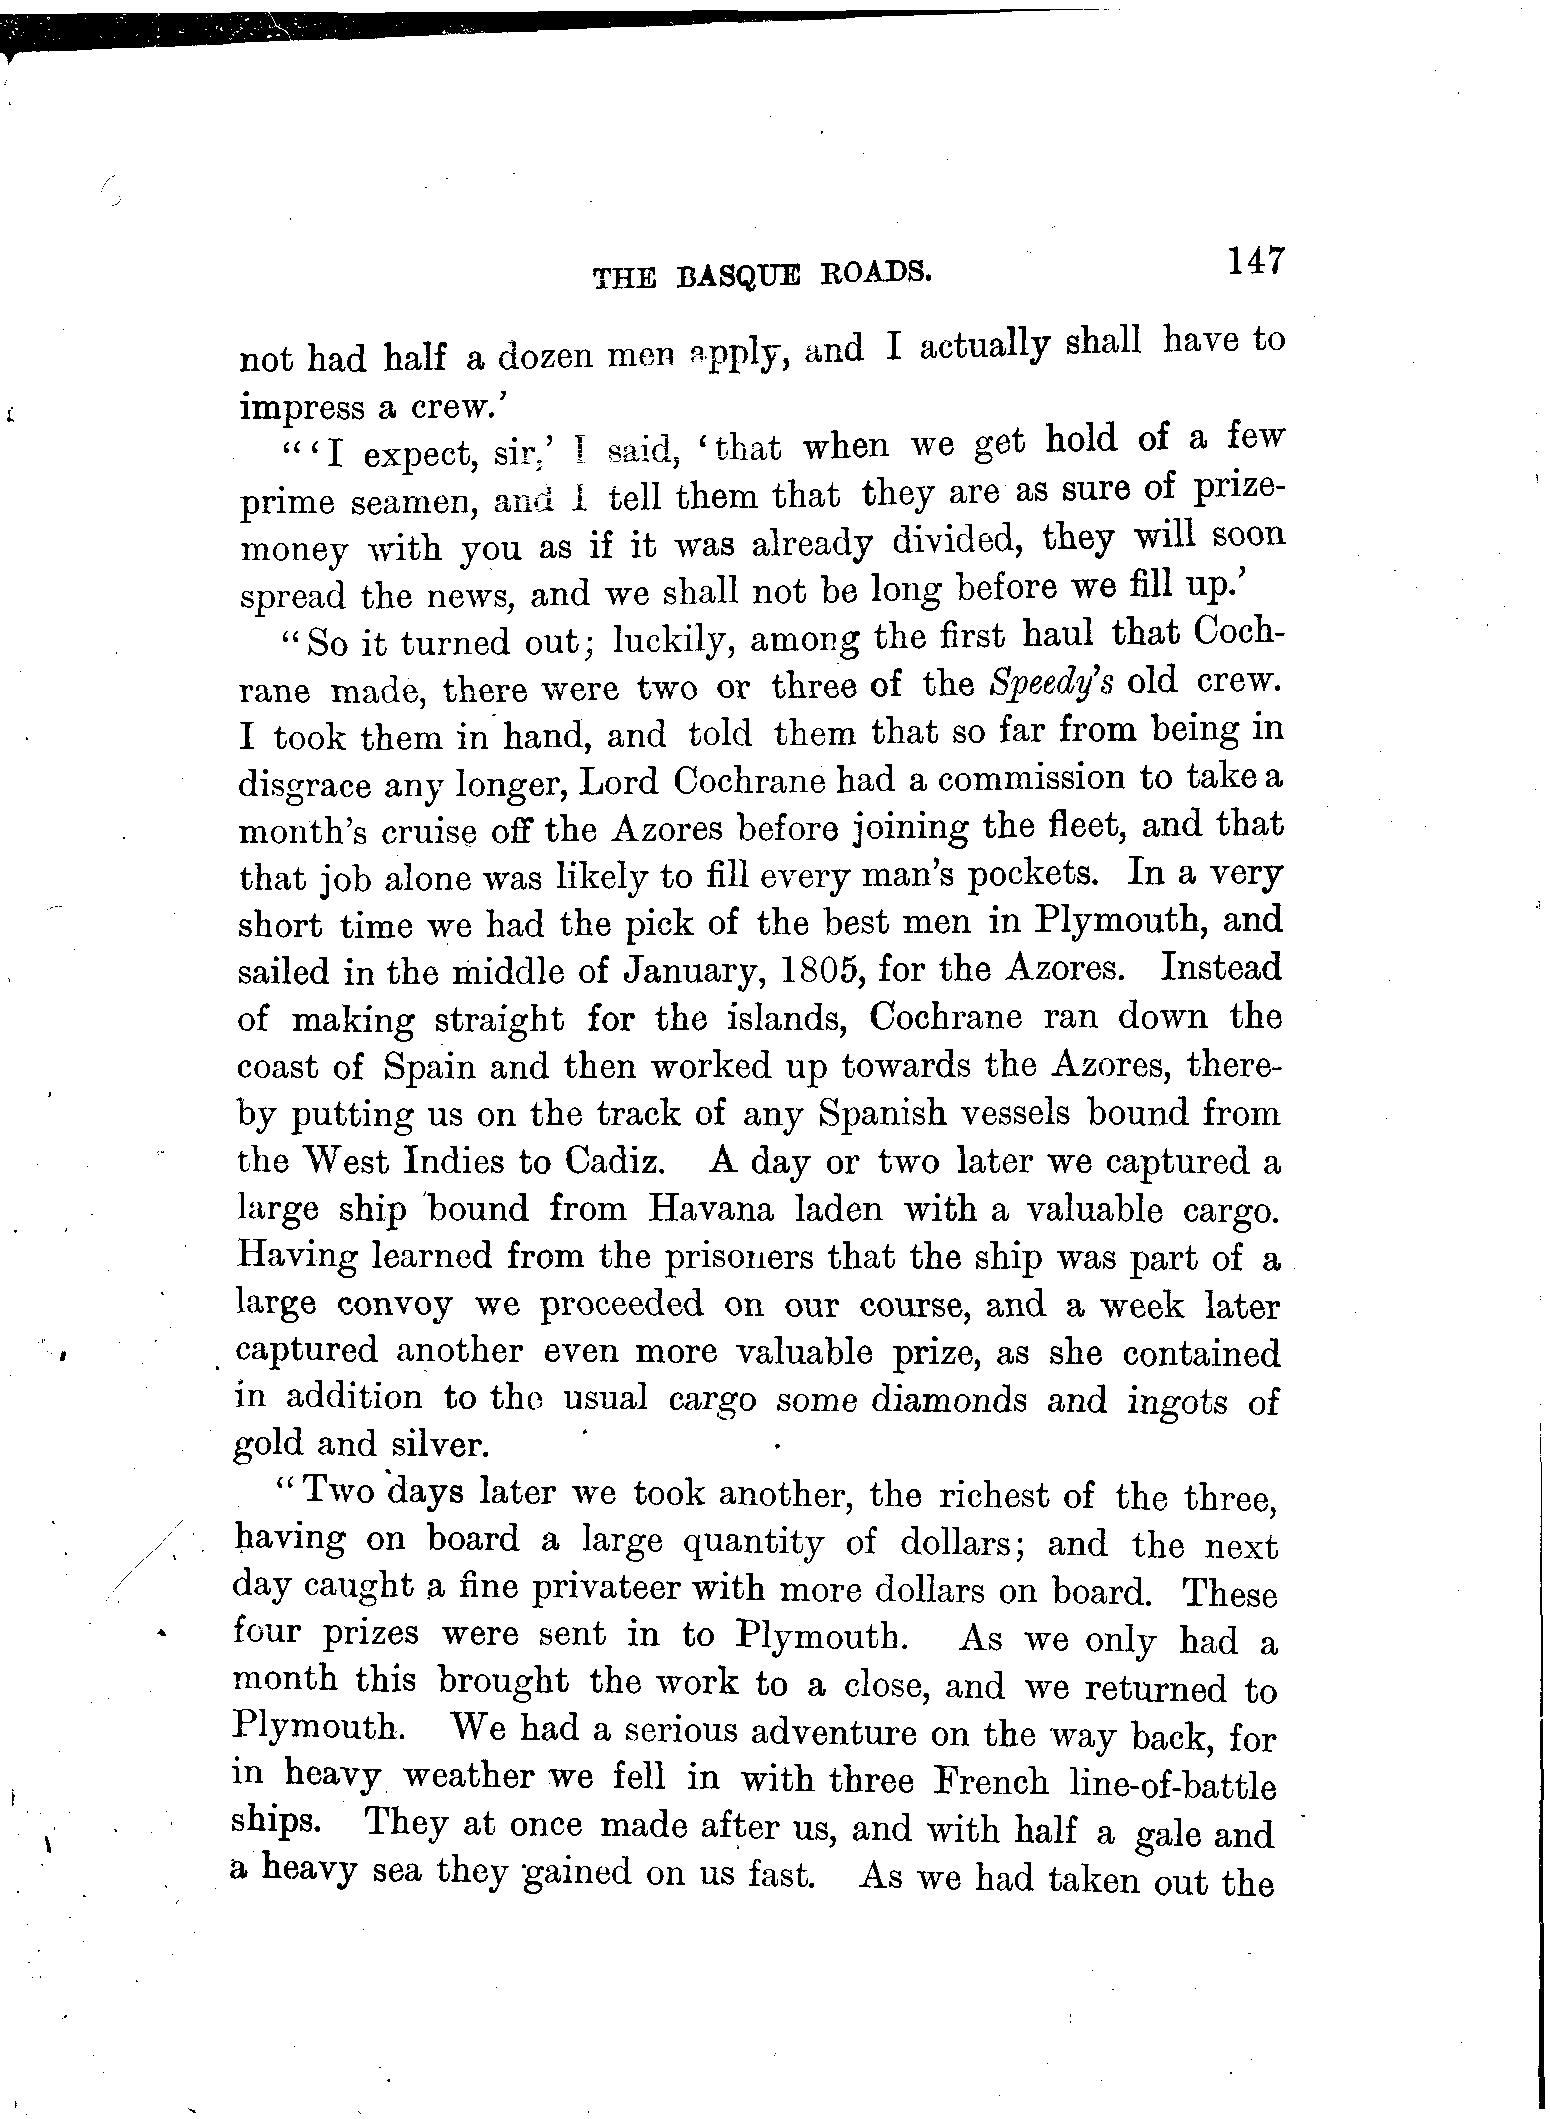 THE BASQUE ROADS. 147
not had half a dozen men apply, and I actually shall have to
impress a crew.'
"'I expect, sir,' I said, 'that when we get hold of a few
prime seamen, and I tell them that they are as sure of prize-
money with you as if it was already divided, they will soon
spread the news, and we shall not be long before we fill up.'
"So it turned out; luckily, among the first haul that Coch-
rane made, there were two or three of the Speedy's old crew.
I took them in hand, and told them that so far from being in
disgrace any longer, Lord Cochrane had a commission to take a
month's cruise off the Azores before joining the fleet, and that
that job alone was likely to fill every man's pockets. In a very
short time we had the pick of the best men in Plymouth, and
sailed in the middle of January, 1805, for the Azores. Instead
of making straight for the islands, Cochrane ran down the
coast of Spain and then worked up towards the Azores, there-
by putting us on the track of any Spanish vessels bound from
the West Indies to Cadiz. A day or two later we captured a
large ship bound from Havana laden with a valuable cargo.
Having learned from the prisoners that the ship was part of a
large convoy we proceeded on our course, and a week later
captured another even more valuable prize, as she contained
in addition to the usual cargo some diamonds and ingots of
gold and silver.
"Two days later we took another, the richest of the three,
having on board a large quantity of dollars; and the next
day caught a fine privateer with more dollars on board. These
four prizes were sent in to Plymouth. As we only had a
month this brought the work to a close, and we returned to
Plymouth. We had a serious adventure on the way back, for
in heavy weather we fell in with three French line-of-battle
ships. They at once made after us, and with half a gale and
a heavy sea they gained on us fast. As we had taken out the